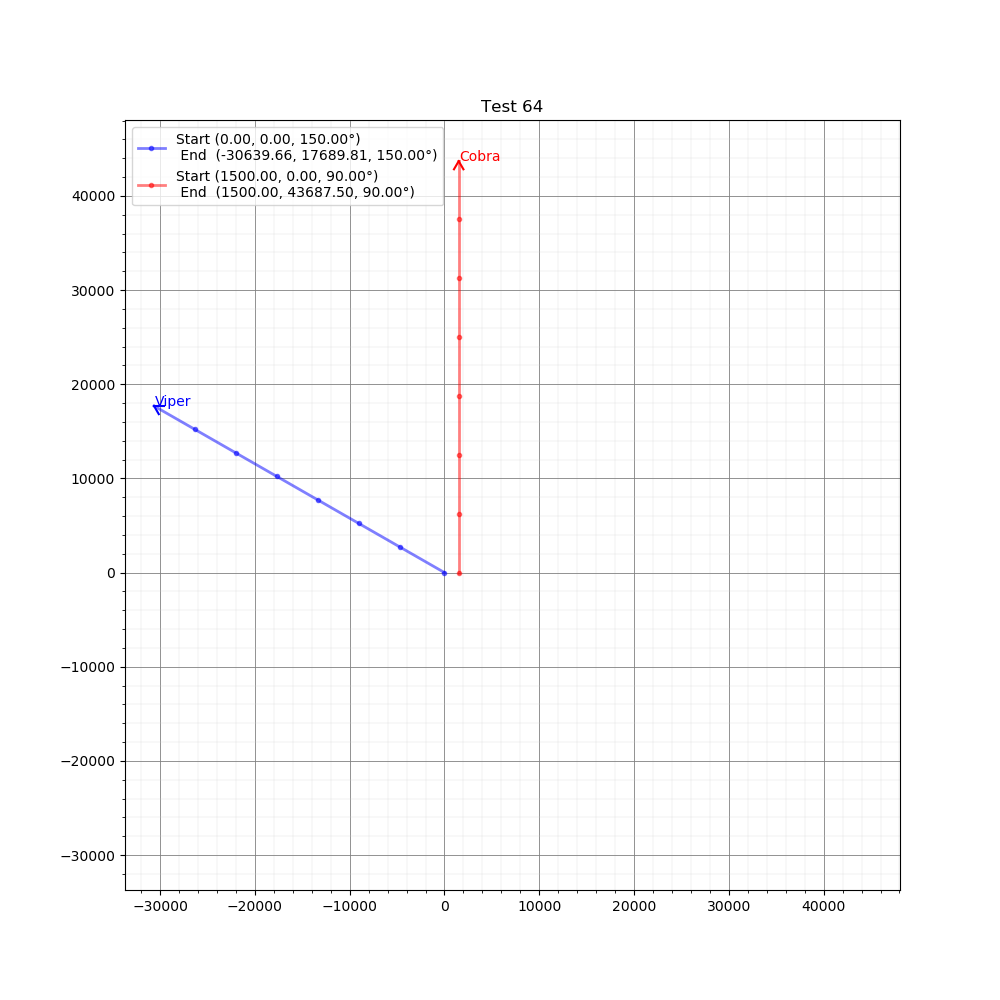 Test 64
Start (0.00, 0.00, 150.00°)
End  (-30639.66, 17689.81, 150.00°)
Start (1500.00, 0.00, 90.00°)
End  (1500.00, 43687.50, 90.00°)
Cobra
Viper
40000
30000
20000
10000
0
−10000
−20000
−30000
−30000 −20000 −10000 0 10000 20000 30000 40000